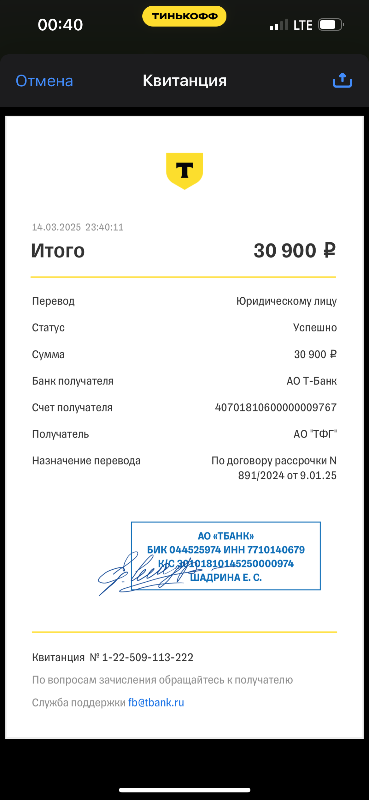 00:40
ТИНЬКОФФ
LTE
Отмена
Квитанция
Т
14.03.2025 23:40:11
Итого 30 900 ₽
Перевод Юридическому лицу
Статус Успешно
Сумма 30 900 ₽
Банк получателя АО Т-Банк
Счет получателя 40701810600000009767
Получатель АО "ТФГ"
Назначение перевода По договору рассрочки N
891/2024 от 9.01.25
АО «ТБАНК»
БИК 044525974 ИНН 7710140679
К/С 30101810145250000974
ШАДРИНА Е. С.
Квитанция № 1-22-509-113-222
По вопросам зачисления обращайтесь к получателю
Служба поддержки fb@tbank.ru